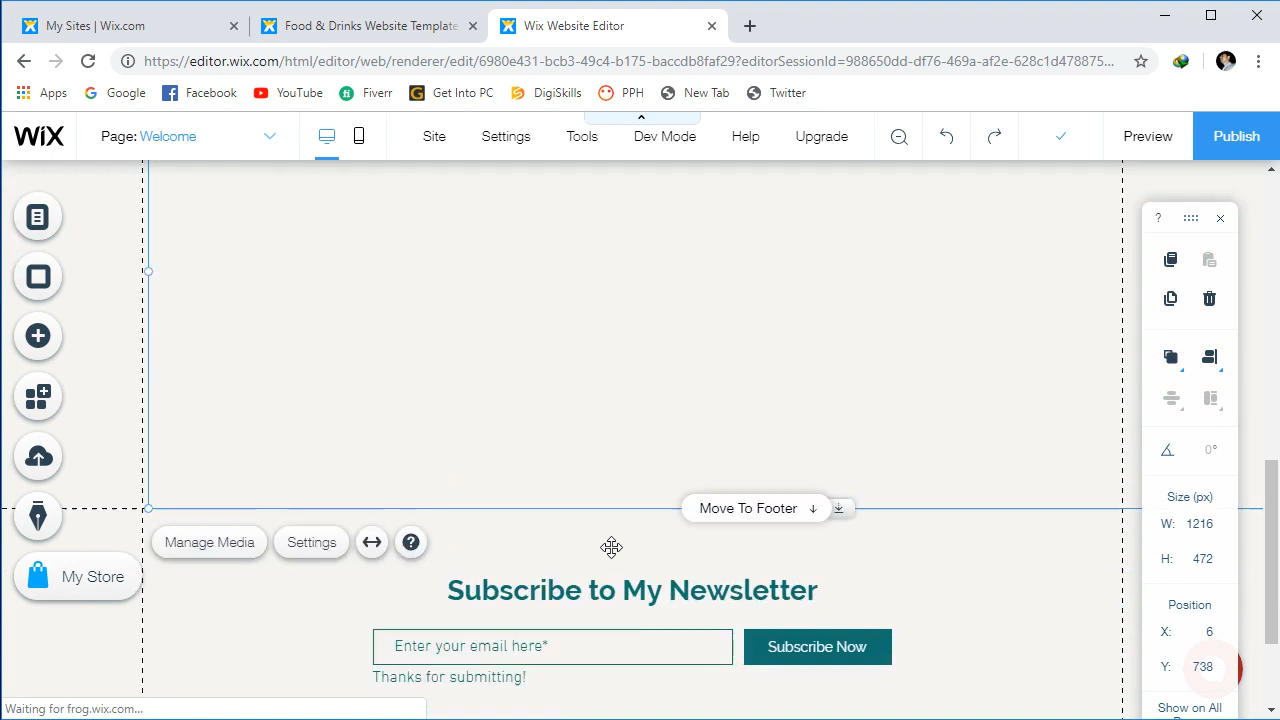 My Sites | Wix.com
Food & Drinks Website Template
Wix Website Editor
https://editor.wix.com/html/editor/web/renderer/edit/6980e431-bcb3-49c4-b175-baccdb8faf29?editorSessionId=988650dd-df76-469a-af2e-628c1d478875...
Apps Google Facebook YouTube Fiverr GetIntoPC DigiSkills PPH New Tab Twitter
WiX Page: Welcome Site Settings Tools Dev Mode Help Upgrade Preview Publish
?
0°
Size (px)
Move To Footer
W: 1216
Manage Media Settings ?
H: 472
My Store
Subscribe to My Newsletter
Position
X: 6
Enter your email here*
Subscribe Now
Y: 738
Thanks for submitting!
Show on All
Waiting for frog.wix.com...